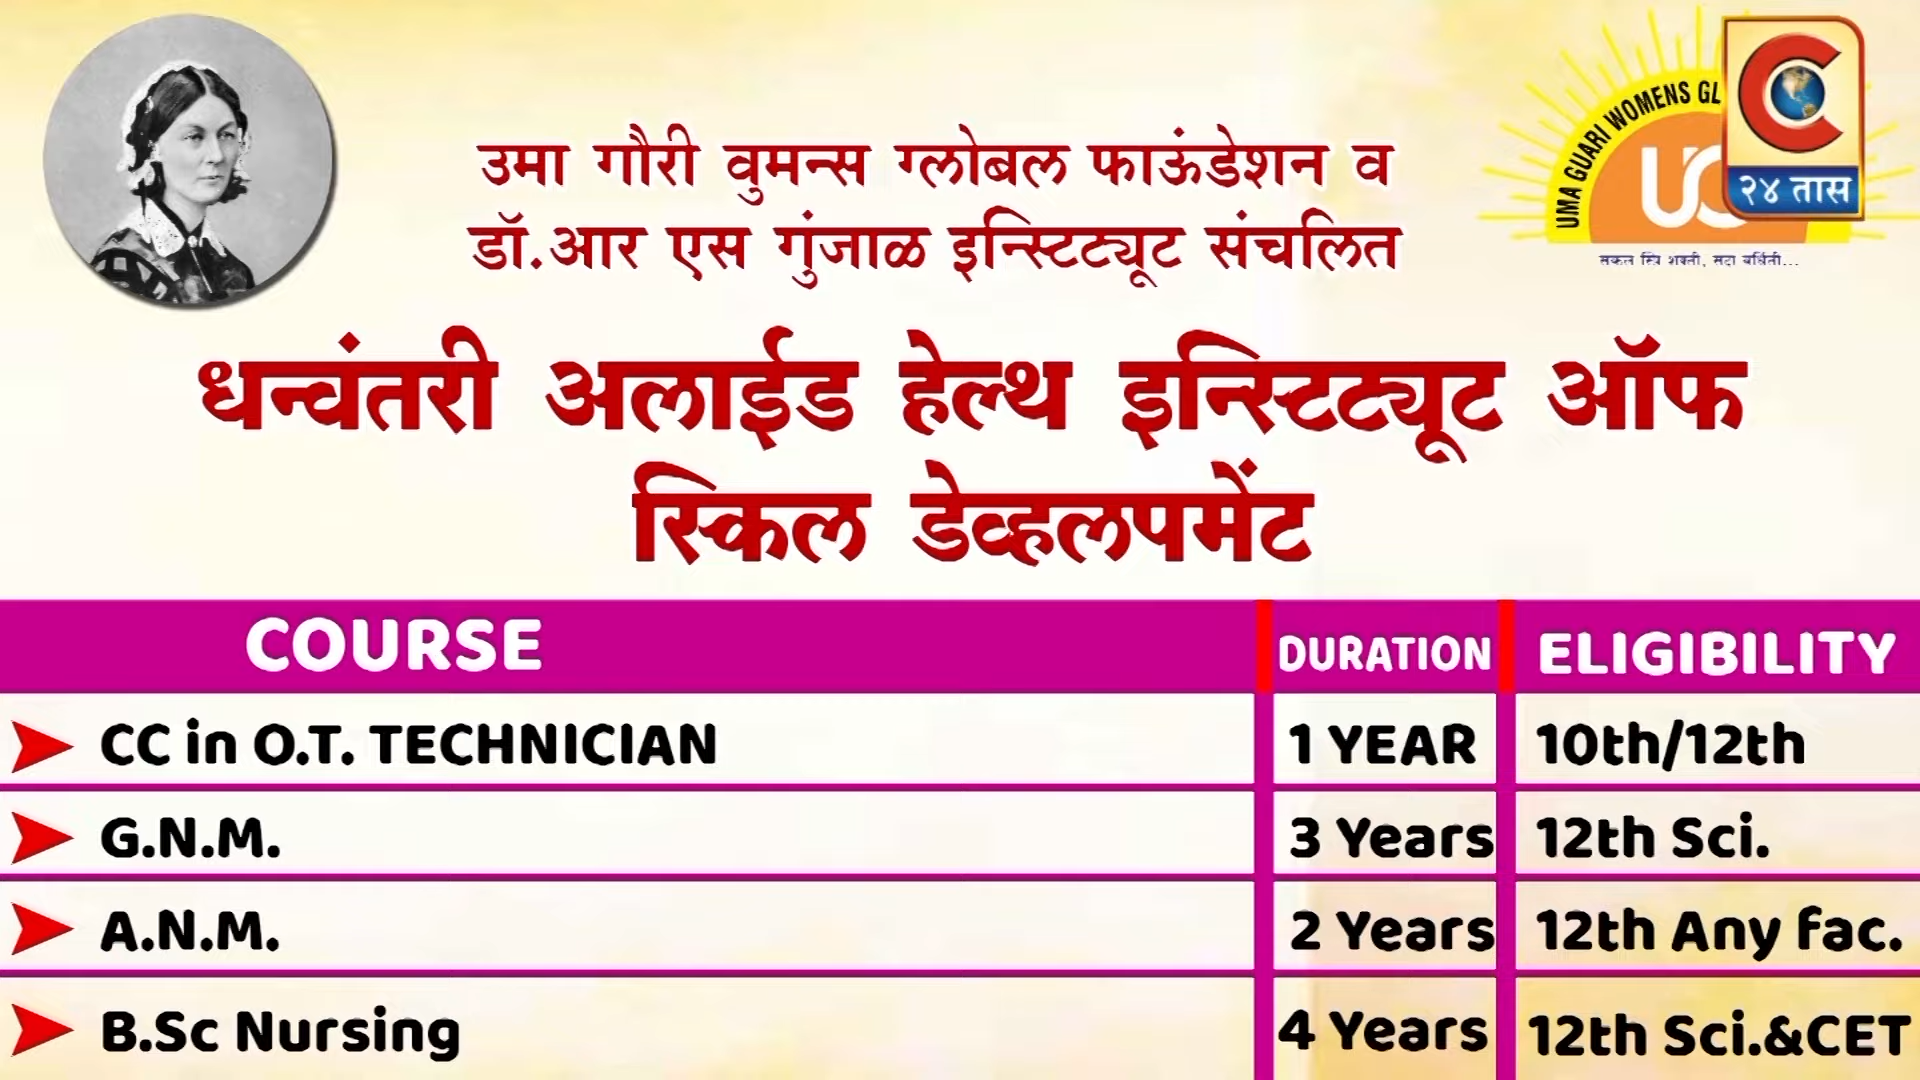 उमा गौरी वुमन्स ग्लोबल फाऊंडेशन व
डॉ.आर एस गुंजाळ इन्स्टिट्यूट संचलित
UMA GUARI WOMENS GL
२४ तास
धन्वंतरी अलाईड हेल्थ इन्स्टिट्यूट ऑफ
स्किल डेव्हलपमेंट
COURSE DURATION ELIGIBILITY
CC in O.T. TECHNICIAN 1 YEAR 10th/12th
G.N.M. 3 Years 12th Sci.
A.N.M. 2 Years 12th Any fac.
B.Sc Nursing 4 Years 12th Sci.&CET